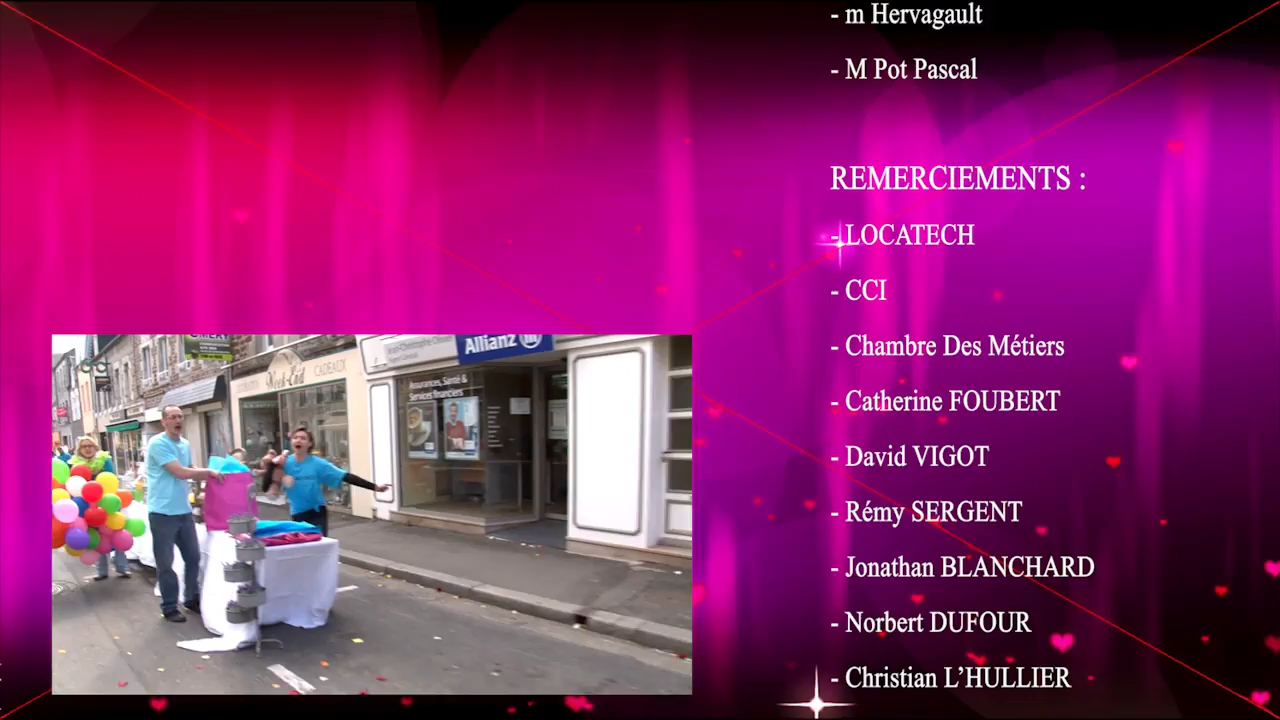 - m Hervagault
- M Pot Pascal
REMERCIEMENTS :
- LOCATECH
- CCI
- Chambre Des Métiers
- Catherine FOUBERT
- David VIGOT
- Rémy SERGENT
- Jonathan BLANCHARD
- Norbert DUFOUR
- Christian L'HULLIER
Allianz
Week-End
CADEAUX
Assurances, Santé &
Services financiers